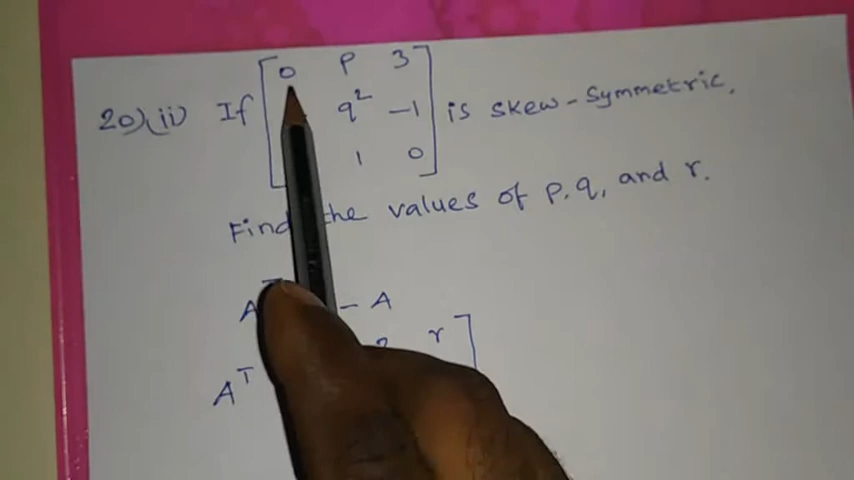 20)(ii) If [0 P 3
q² -1
1 0] is skew-Symmetric.
Find the values of p.q, and r.
A - A
Aᵀ r]